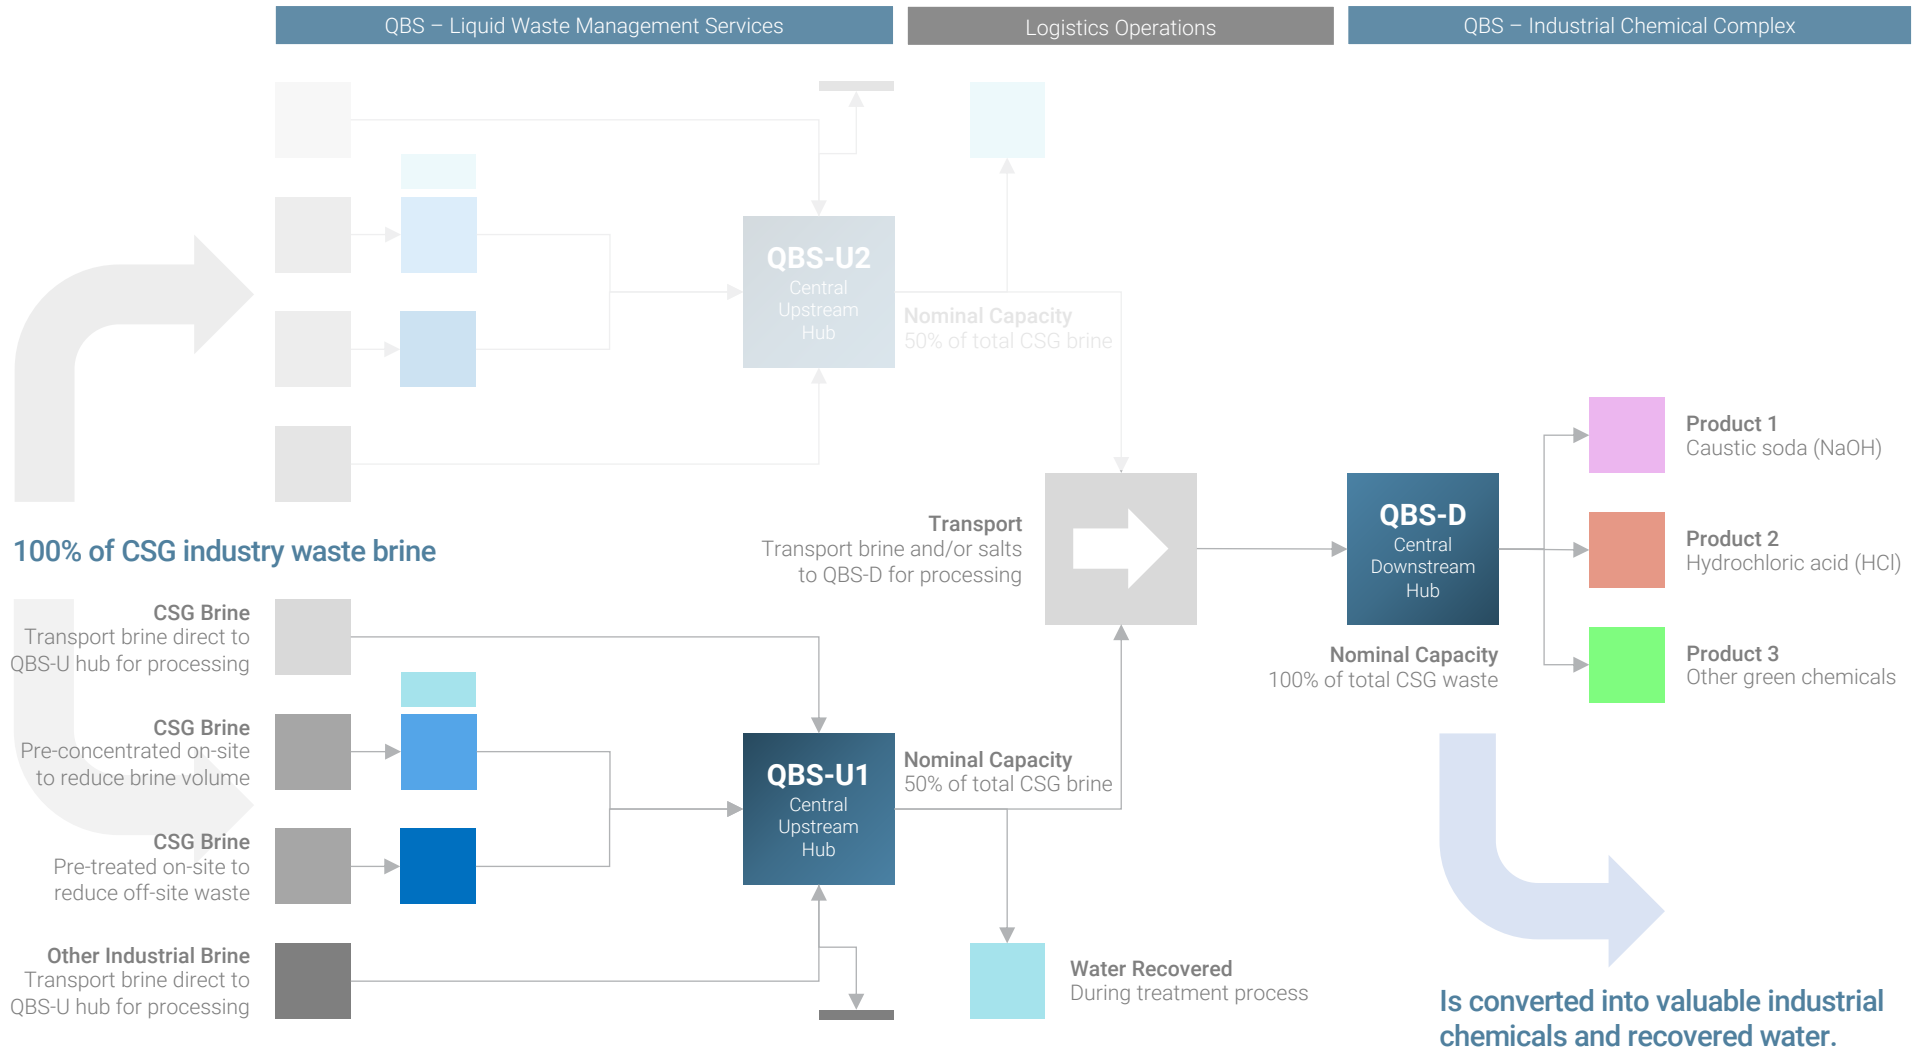 QBS – Liquid Waste Management Services
Logistics Operations
QBS – Industrial Chemical Complex
QBS-U2
Central
Upstream
Hub
Nominal Capacity
50% of total CSG brine
100% of CSG industry waste brine
Transport
Transport brine and/or salts
to QBS-D for processing
QBS-D
Central
Downstream
Hub
Nominal Capacity
100% of total CSG waste
Product 1
Caustic soda (NaOH)
Product 2
Hydrochloric acid (HCl)
Product 3
Other green chemicals
CSG Brine
Transport brine direct to
QBS-U hub for processing
CSG Brine
Pre-concentrated on-site
to reduce brine volume
CSG Brine
Pre-treated on-site to
reduce off-site waste
Other Industrial Brine
Transport brine direct to
QBS-U hub for processing
QBS-U1
Central
Upstream
Hub
Nominal Capacity
50% of total CSG brine
Water Recovered
During treatment process
Is converted into valuable industrial
chemicals and recovered water.